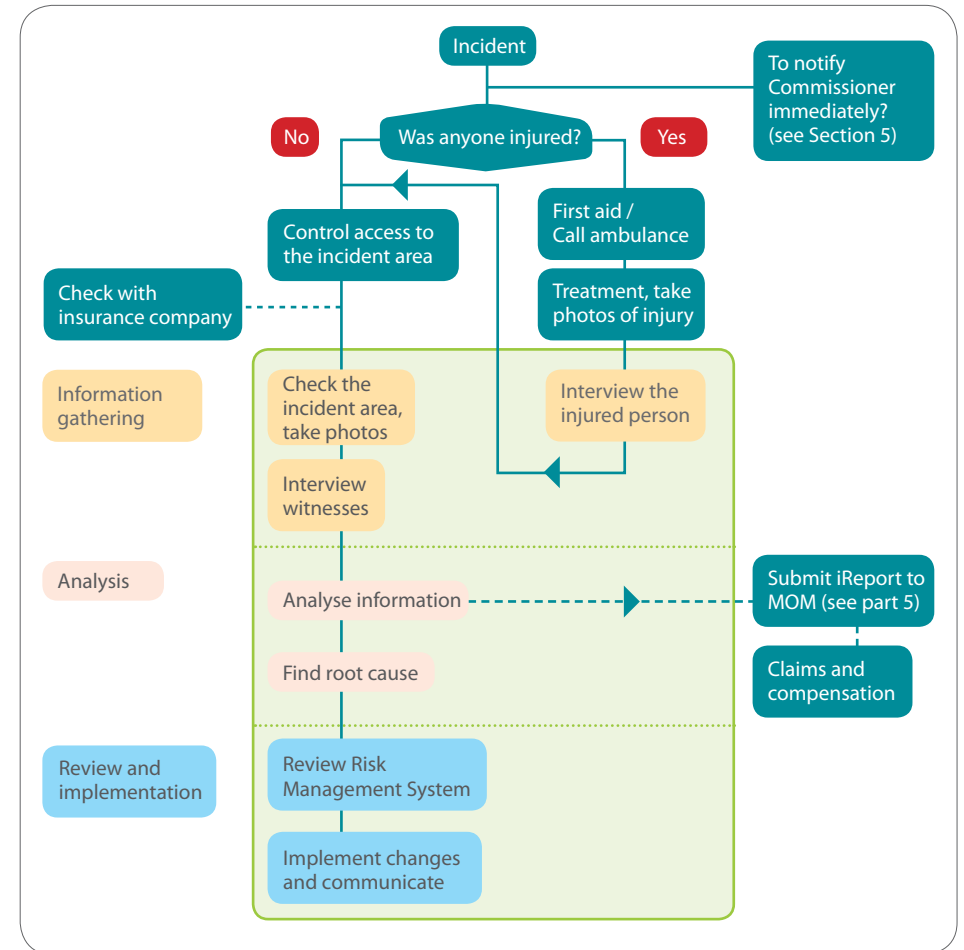 Incident
To notify
Commissioner
immediately?
(see Section 5)
No
Was anyone injured?
Yes
First aid /
Call ambulance
Control access to
the incident area
Check with
insurance company
Treatment, take
photos of injury
Information
gathering
Check the
incident area,
take photos
Interview the
injured person
Interview
witnesses
Analysis
Analyse information
Submit iReport to
MOM (see part 5)
Find root cause
Claims and
compensation
Review and
implementation
Review Risk
Management System
Implement changes
and communicate